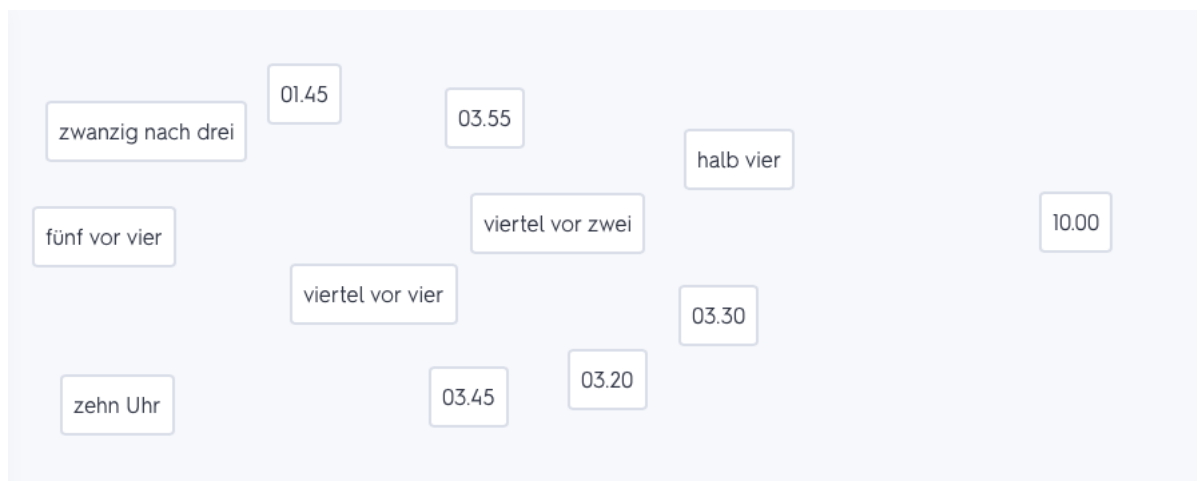 01.45
03.55
zwanzig nach drei
halb vier
10.00
viertel vor zwei
fünf vor vier
viertel vor vier
03.30
03.20
03.45
zehn Uhr